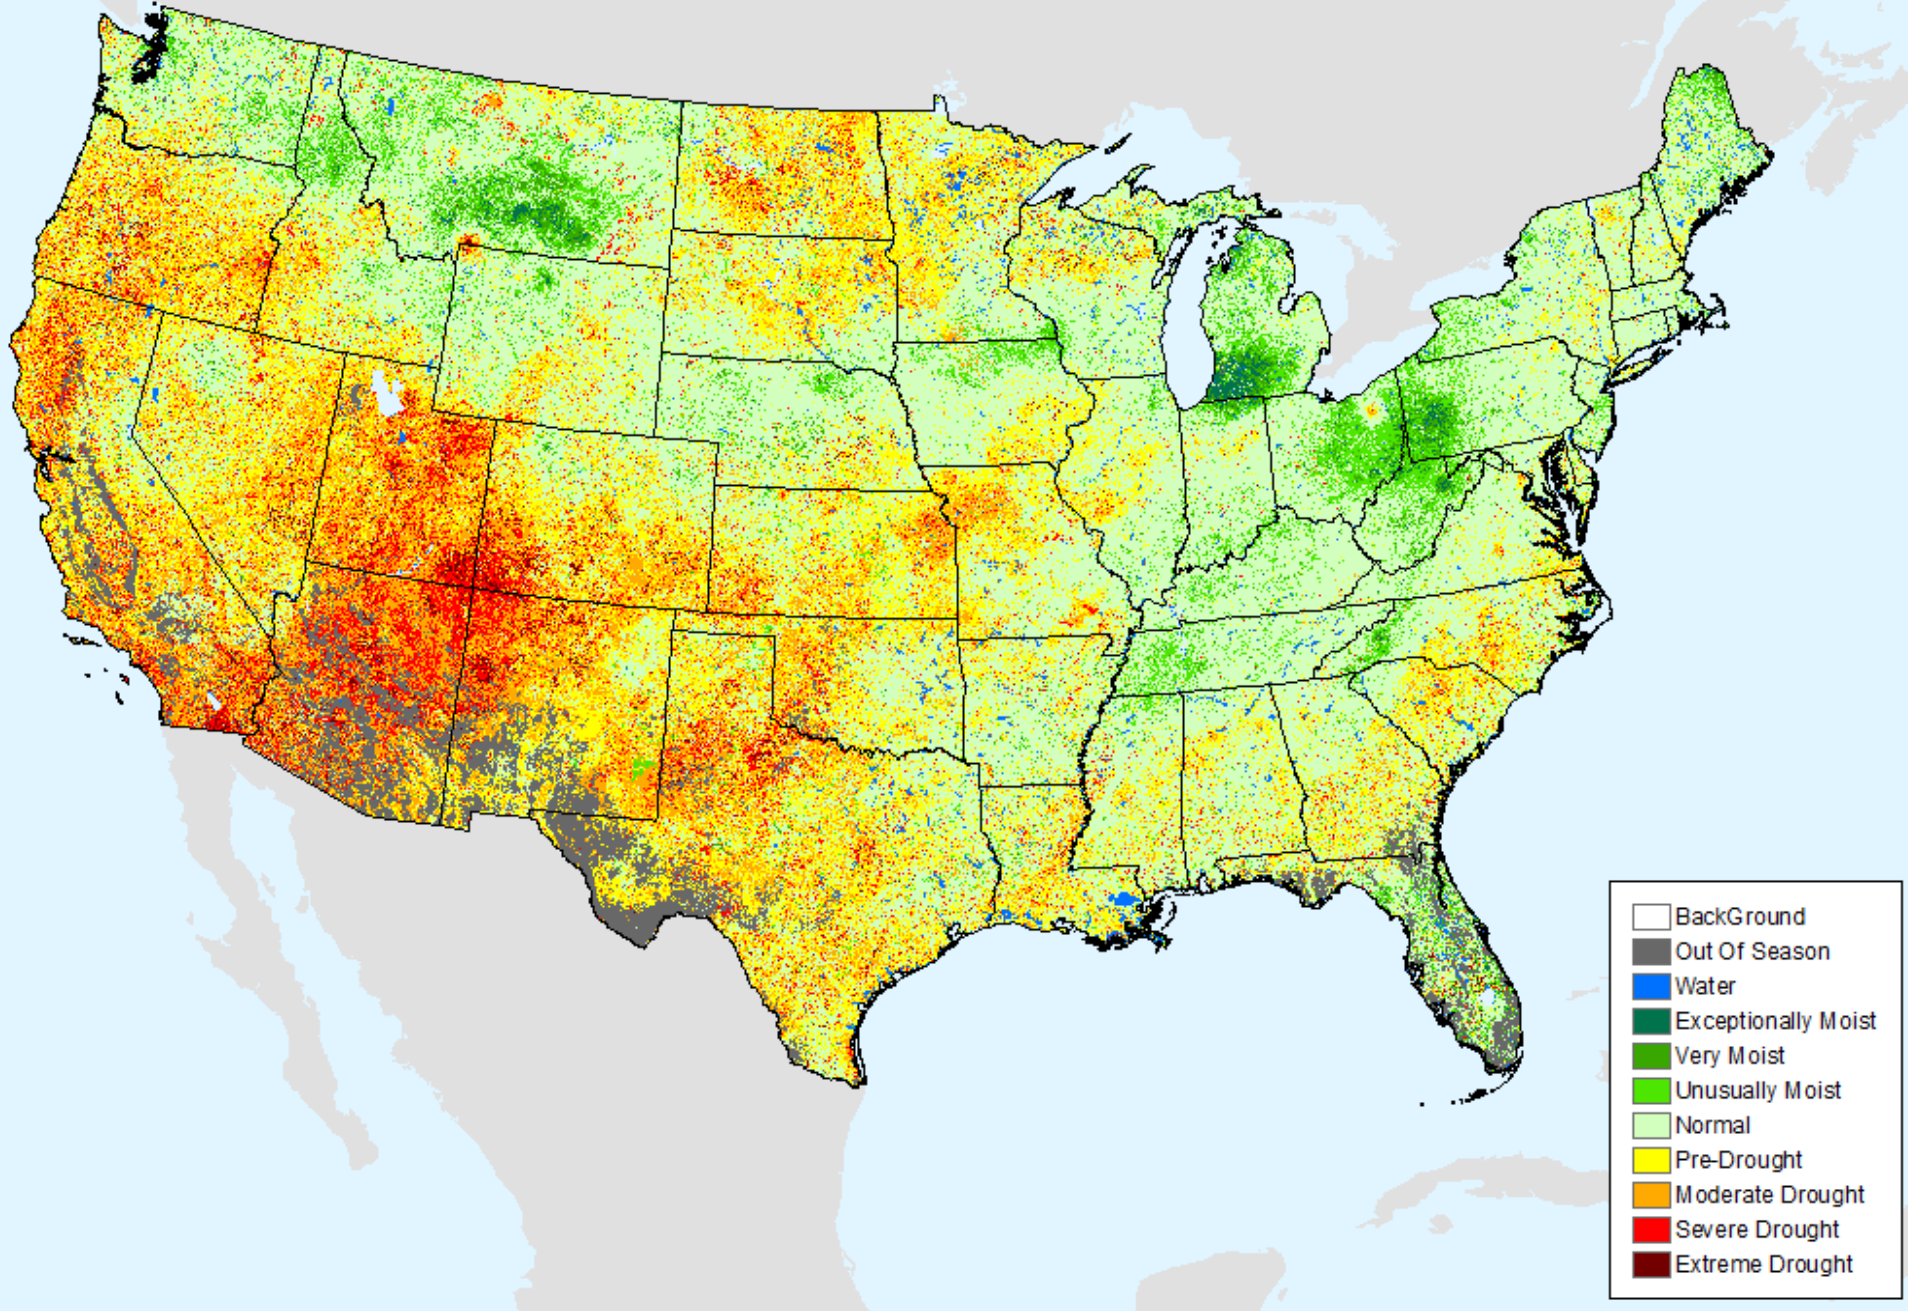 BackGround
Out Of Season
Water
Exceptionally Moist
Very Moist
Unusually Moist
Normal
Pre-Drought
Moderate Drought
Severe Drought
Extreme Drought